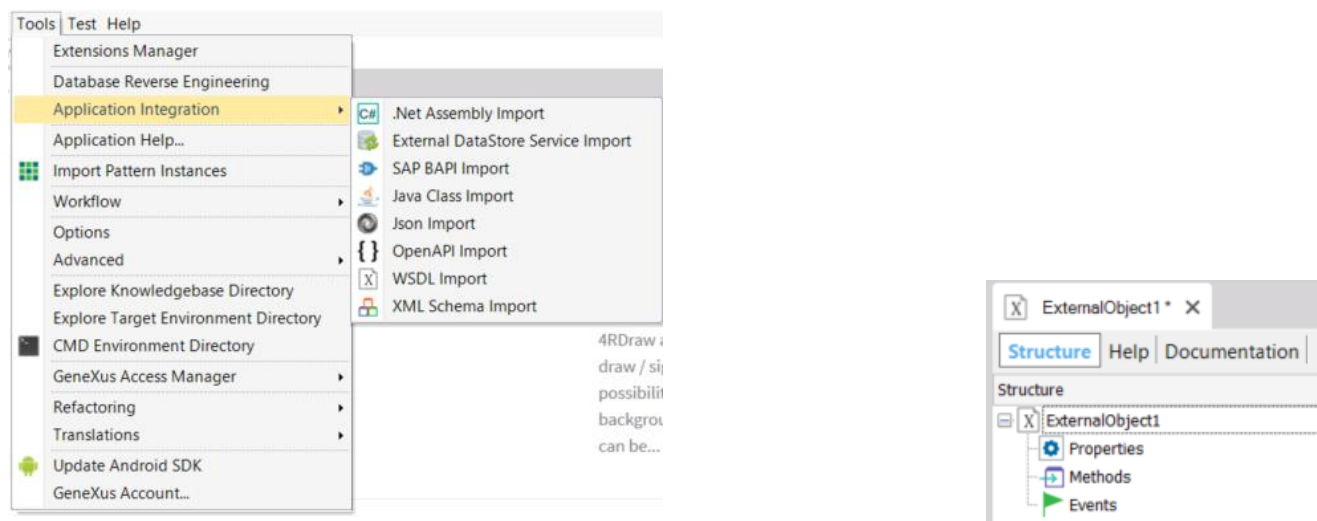 Tools Test Help
Extensions Manager
Database Reverse Engineering
Application Integration
Application Help...
Import Pattern Instances
Workflow
Options
Advanced
Explore Knowledgebase Directory
Explore Target Environment Directory
CMD Environment Directory
GeneXus Access Manager
Refactoring
Translations
Update Android SDK
GeneXus Account...
C# .Net Assembly Import
External DataStore Service Import
SAP BAPI Import
Java Class Import
Json Import
{ } OpenAPI Import
X WSDL Import
XML Schema Import
4RDraw
draw / 
background
can be...
X ExternalObject1* X
Structure Help Documentation
Structure
X ExternalObject1
Properties
Methods
Events